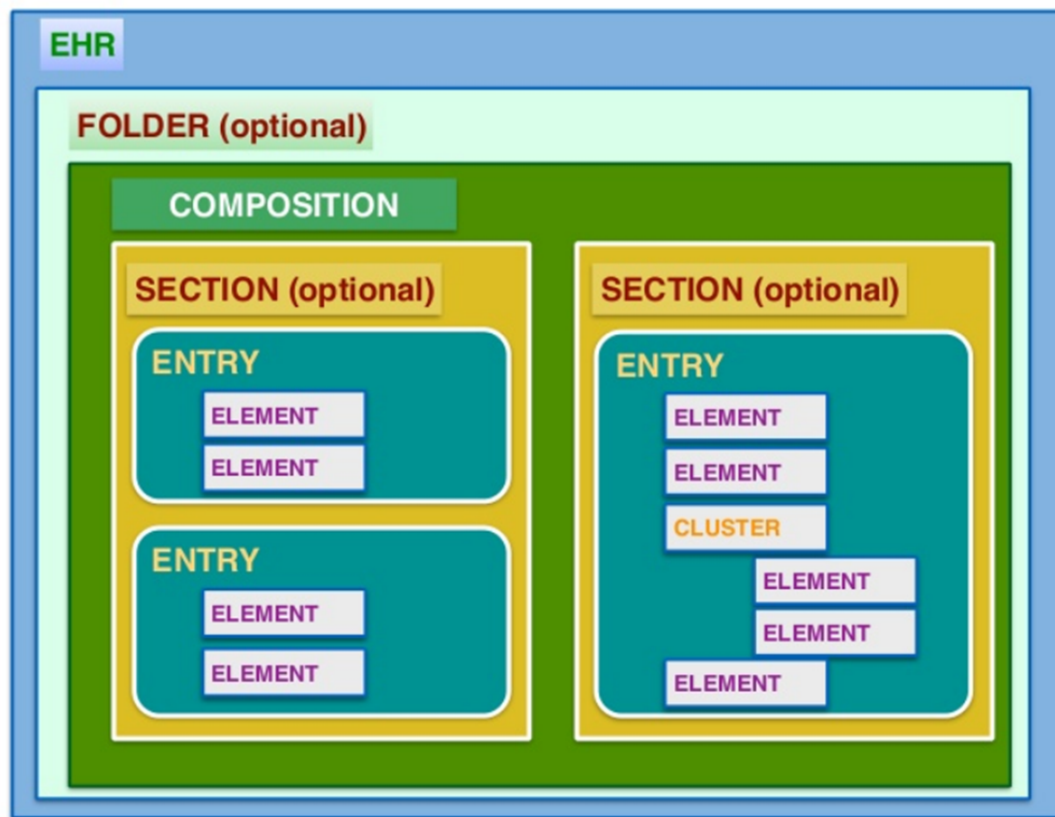 EHR
FOLDER (optional)
COMPOSITION
SECTION (optional)
ENTRY
ELEMENT
ELEMENT
ENTRY
ELEMENT
ELEMENT
SECTION (optional)
ENTRY
ELEMENT
ELEMENT
CLUSTER
ELEMENT
ELEMENT
ELEMENT